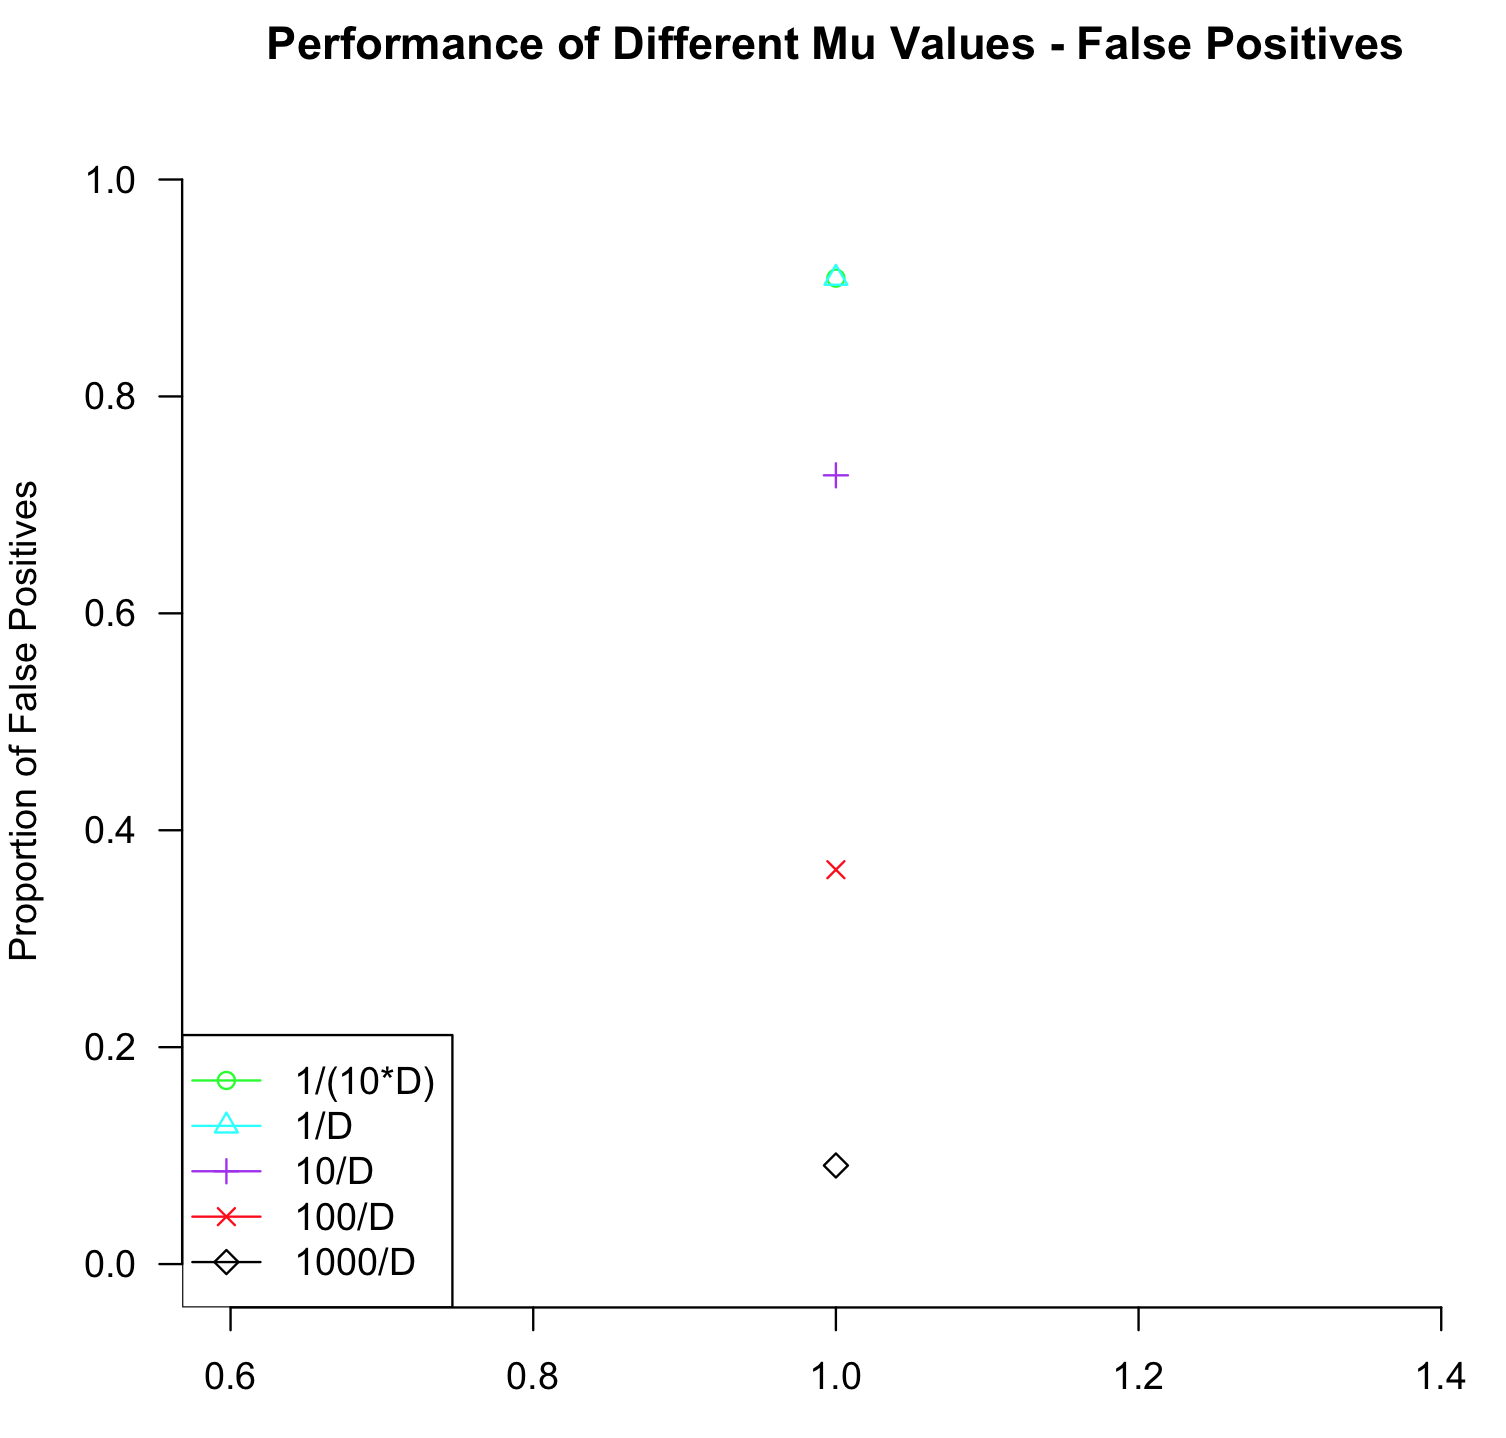 Performance of Different Mu Values - False Positives
Proportion of False Positives
1.0
0.8
0.6
0.4
0.2
0.0
1/(10*D)
1/D
10/D
100/D
1000/D
0.6 0.8 1.0 1.2 1.4